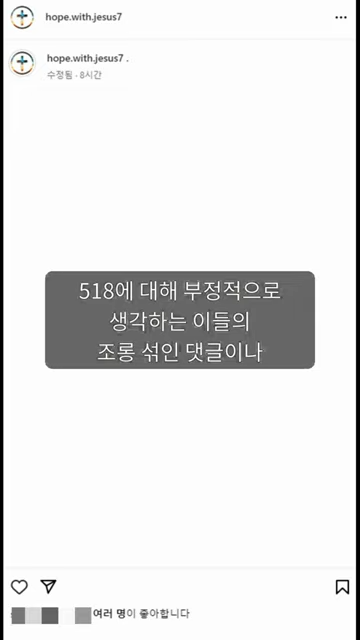 hope.with.jesus7
hope.with.jesus7 .
수정됨 · 8시간
518에 대해 부정적으로
생각하는 이들의
조롱 섞인 댓글이나
여러 명이 좋아합니다